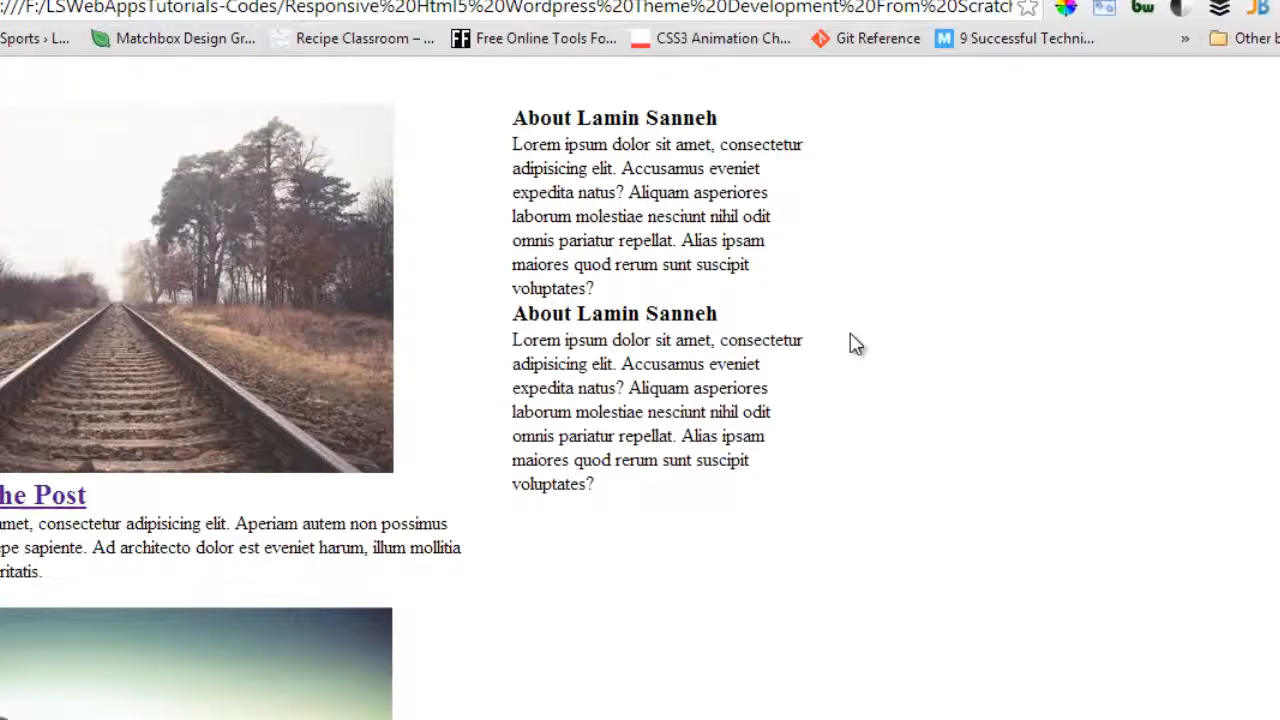 :///F:/LSWebAppsTutorials-Codes/Responsive%20Html5%20Wordpress%20Theme%20Development%20From%20Scratch
Sports › L... Matchbox Design Gr... Recipe Classroom – ... FF Free Online Tools Fo... CSS3 Animation Ch... Git Reference M 9 Successful Techni... » Other b
bw
JB
About Lamin Sanneh
Lorem ipsum dolor sit amet, consectetur
adipisicing elit. Accusamus eveniet
expedita natus? Aliquam asperiores
laborum molestiae nesciunt nihil odit
omnis pariatur repellat. Alias ipsam
maiores quod rerum sunt suscipit
voluptates?
About Lamin Sanneh
Lorem ipsum dolor sit amet, consectetur
adipisicing elit. Accusamus eveniet
expedita natus? Aliquam asperiores
laborum molestiae nesciunt nihil odit
omnis pariatur repellat. Alias ipsam
maiores quod rerum sunt suscipit
voluptates?
he Post
amet, consectetur adipisicing elit. Aperiam autem non possimus
epe sapiente. Ad architecto dolor est eveniet harum, illum mollitia
ritatis.